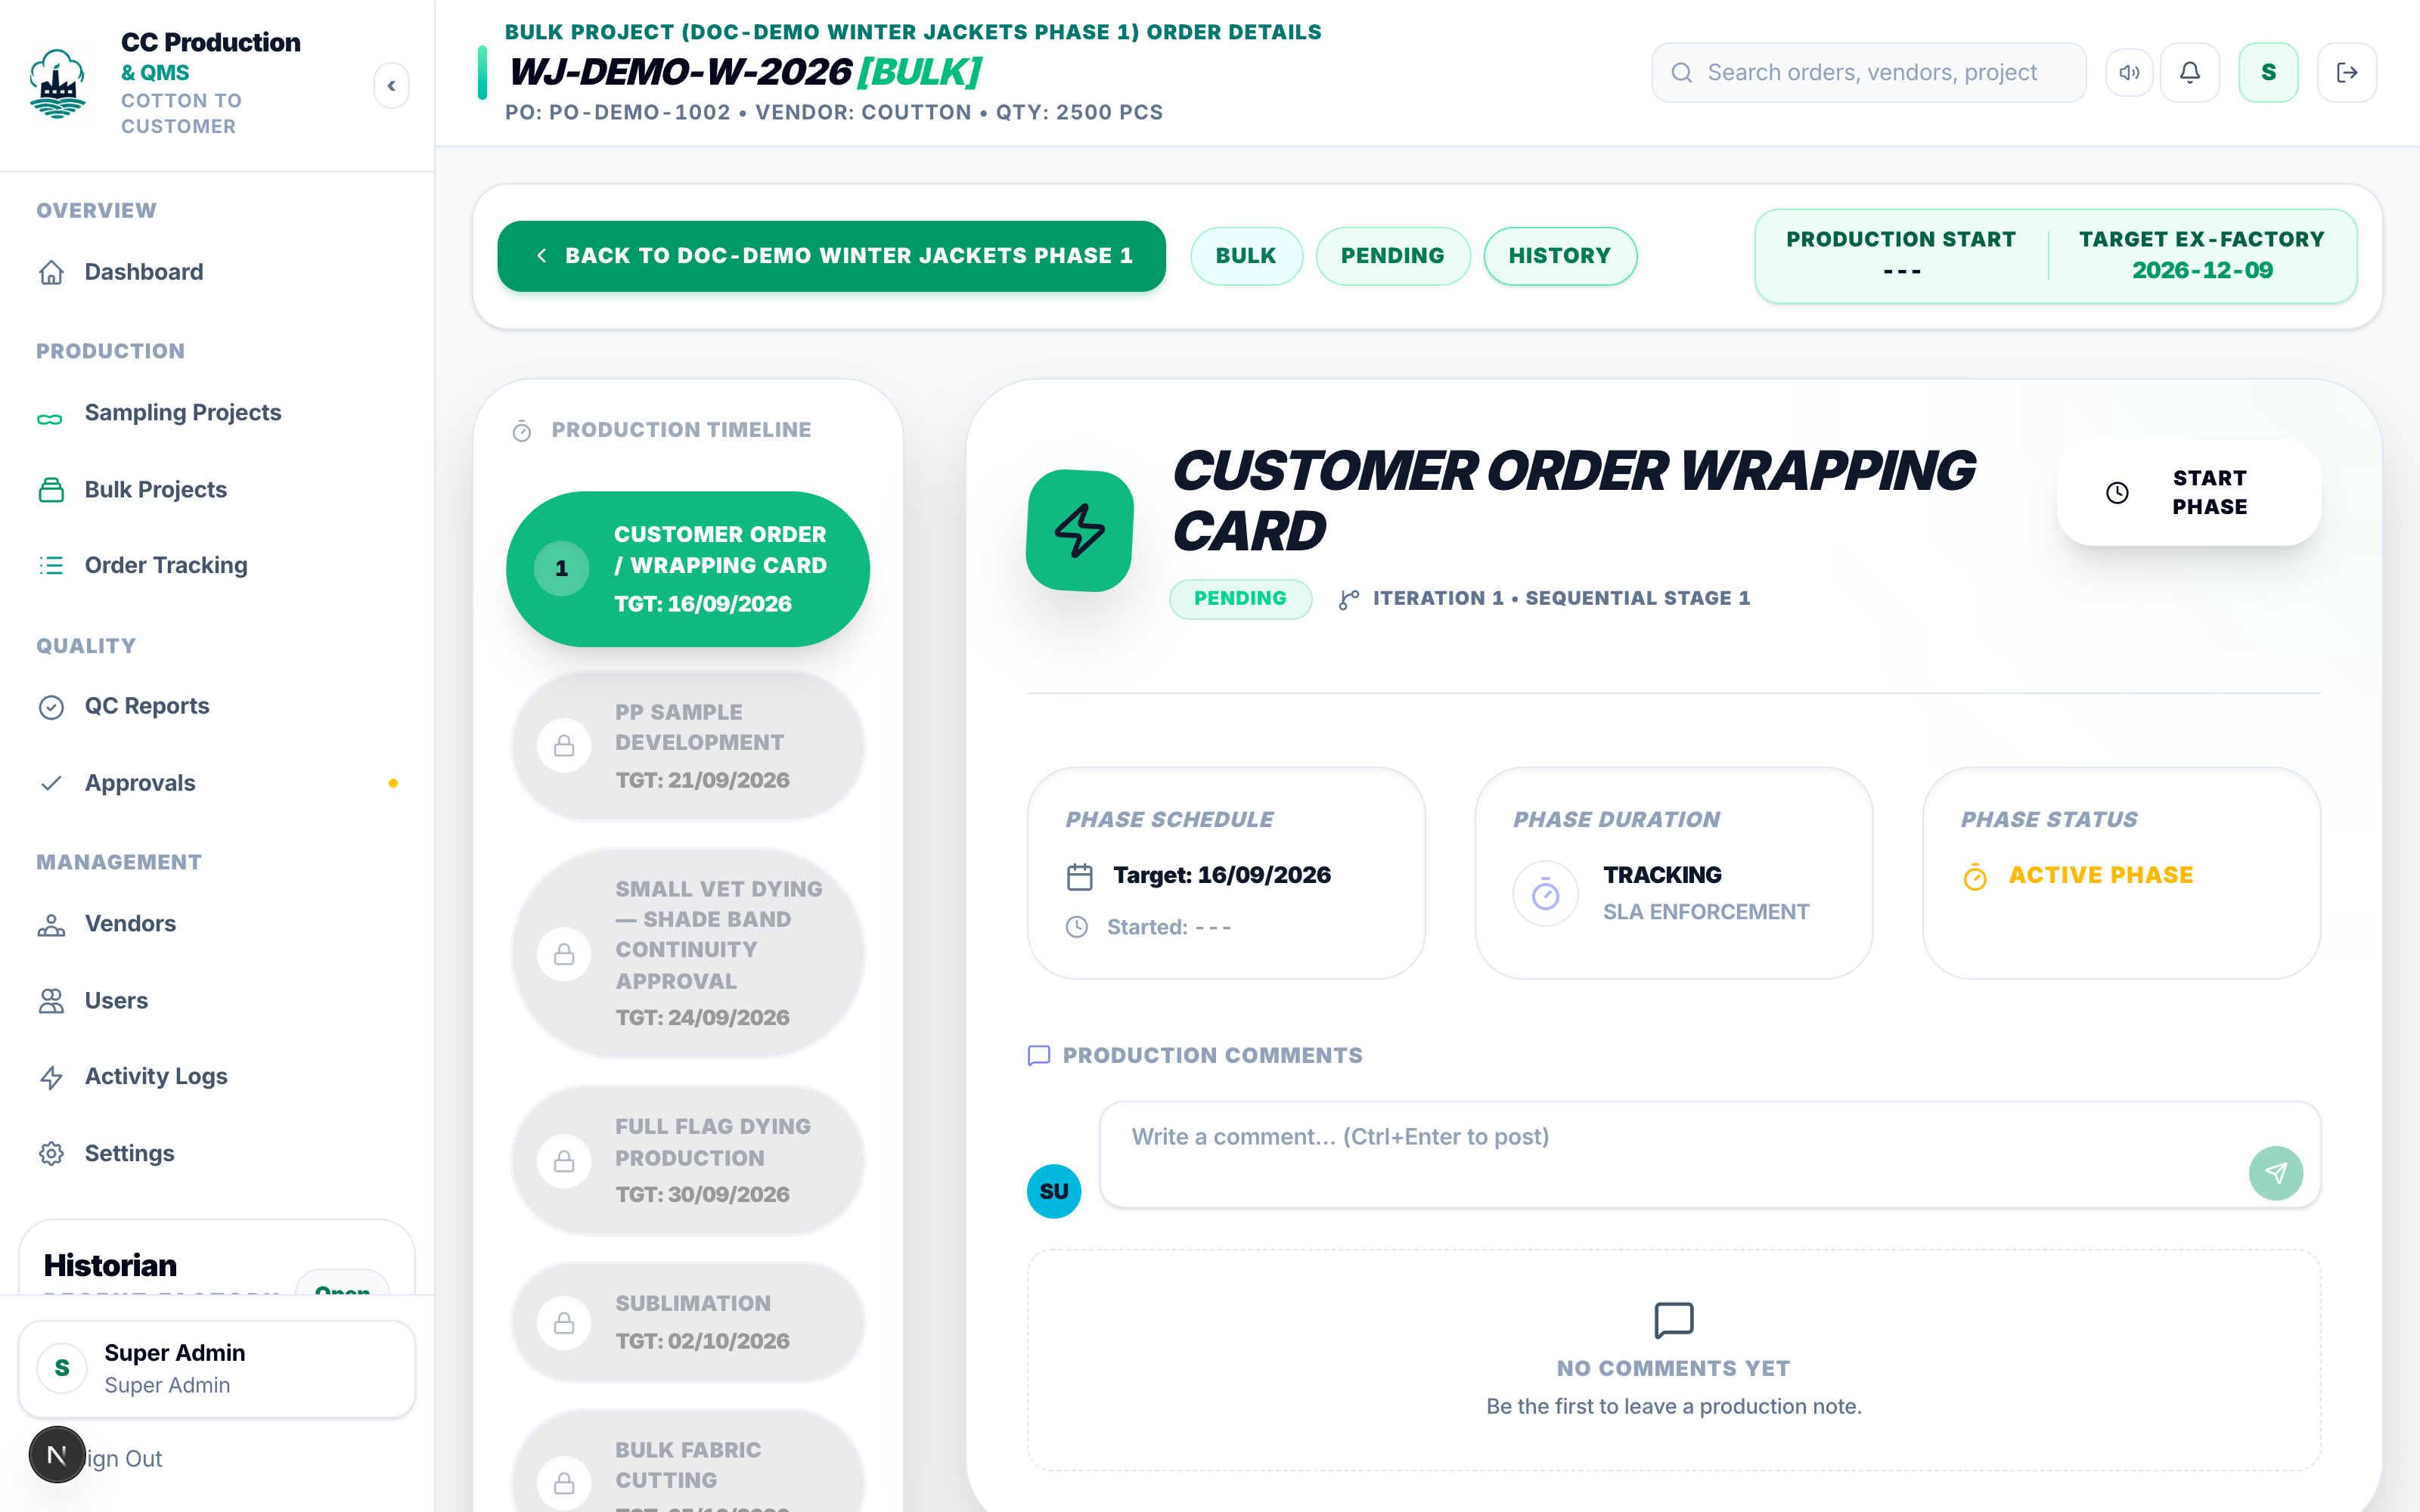 CC Production
& QMS
COTTON TO
CUSTOMER
OVERVIEW
Dashboard
PRODUCTION
Sampling Projects
Bulk Projects
Order Tracking
QUALITY
QC Reports
Approvals
MANAGEMENT
Vendors
Users
Activity Logs
Settings
Historian
Open
S
Super Admin
Super Admin
N
ign Out
BULK PROJECT (DOC-DEMO WINTER JACKETS PHASE 1) ORDER DETAILS
WJ-DEMO-W-2026 [BULK]
PO: PO-DEMO-1002 • VENDOR: COUTTON • QTY: 2500 PCS
Search orders, vendors, project
S
BACK TO DOC-DEMO WINTER JACKETS PHASE 1
BULK
PENDING
HISTORY
PRODUCTION START
---
TARGET EX-FACTORY
2026-12-09
PRODUCTION TIMELINE
1
CUSTOMER ORDER
/ WRAPPING CARD
TGT: 16/09/2026
PP SAMPLE
DEVELOPMENT
TGT: 21/09/2026
SMALL VET DYING
— SHADE BAND
CONTINUITY
APPROVAL
TGT: 24/09/2026
FULL FLAG DYING
PRODUCTION
TGT: 30/09/2026
SUBLIMATION
TGT: 02/10/2026
BULK FABRIC
CUTTING
CUSTOMER ORDER WRAPPING
CARD
START
PHASE
PENDING
ITERATION 1 • SEQUENTIAL STAGE 1
PHASE SCHEDULE
Target: 16/09/2026
Started: ---
PHASE DURATION
TRACKING
SLA ENFORCEMENT
PHASE STATUS
ACTIVE PHASE
PRODUCTION COMMENTS
SU
Write a comment... (Ctrl+Enter to post)
NO COMMENTS YET
Be the first to leave a production note.